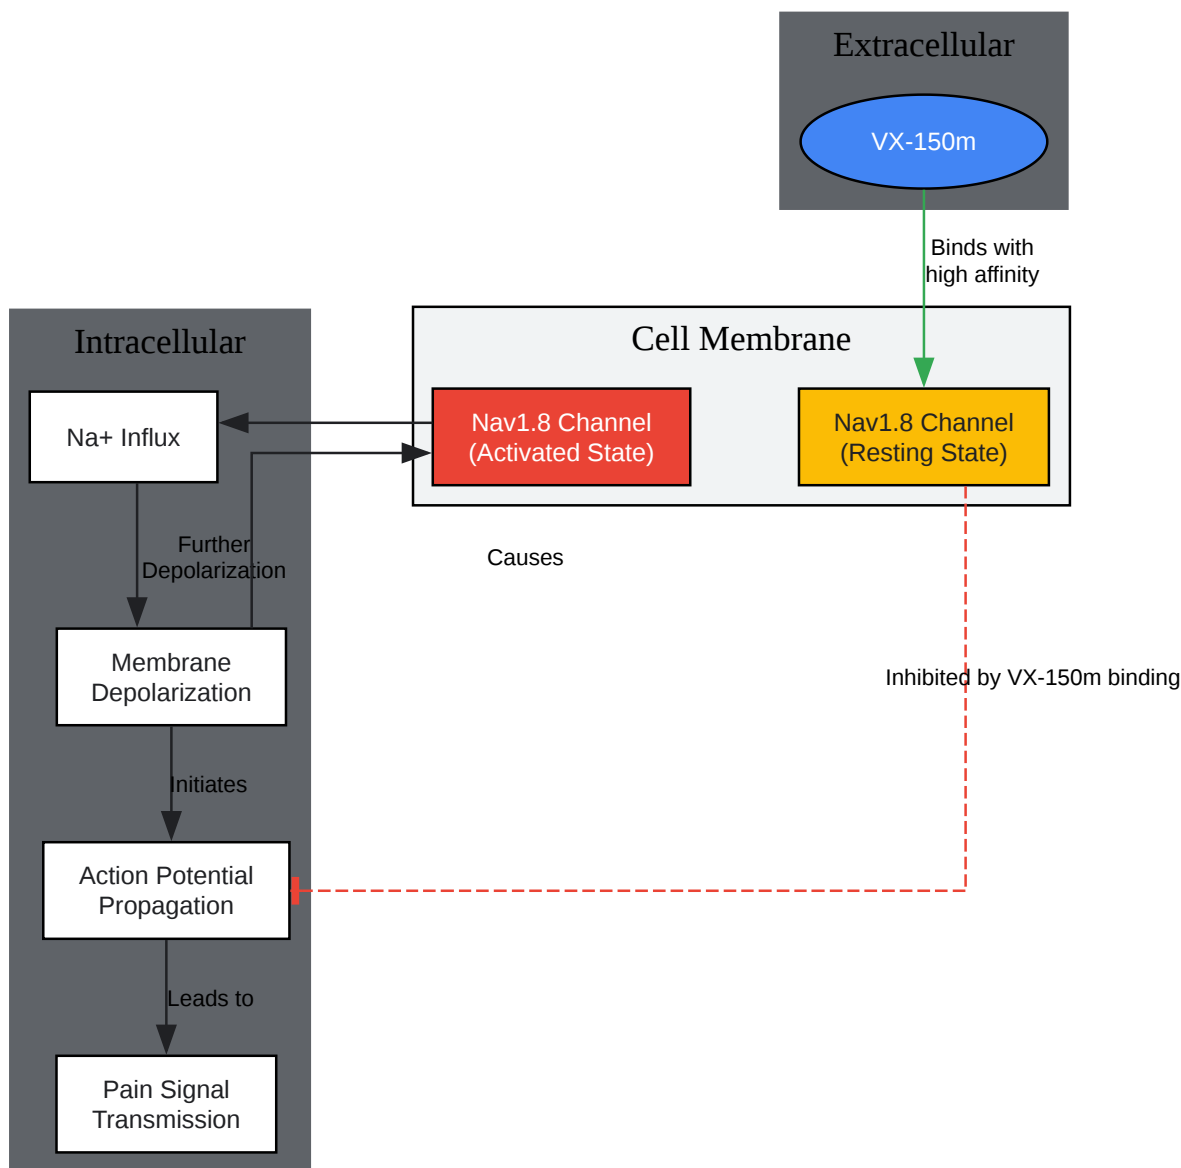 Extracellular
VX-150m
Binds with
high affinity
Intracellular
Cell Membrane
Na+ Influx
Nav1.8 Channel
(Activated State)
Nav1.8 Channel
(Resting State)
Further
Depolarization
Causes
Membrane
Depolarization
Inhibited by VX-150m binding
Initiates
Action Potential
Propagation
Leads to
Pain Signal
Transmission